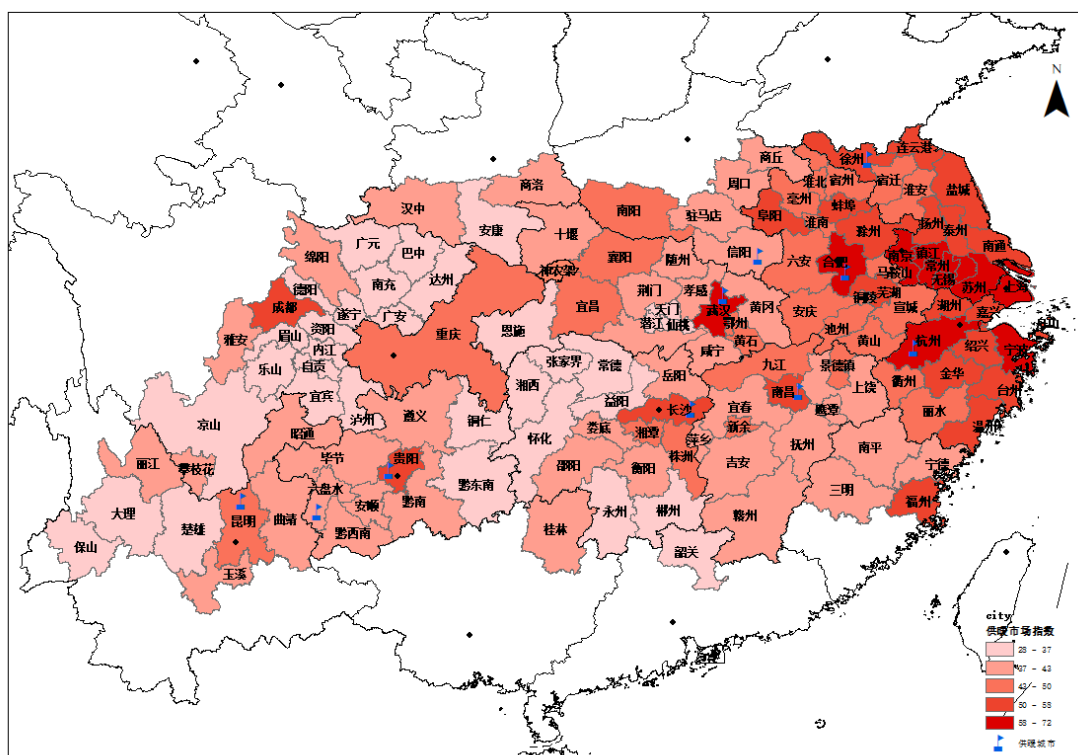 N
连云港
徐州
商丘
淮北
宿州
宿迁
淮安
盐城
周口
亳州
商洛
汉中
南阳
驻马店
阜阳
蚌埠
淮南
滁州
扬州
泰州
安康
十堰
广元
巴中
绵阳
襄阳
随州
信阳
六安
合肥
南京
镇江
常州
南通
无锡
苏州
上海
马鞍山
达州
神农架
德阳
南充
荆门
孝感
铜陵
芜湖
宣城
湖州
嘉兴
成都
遂宁
广安
宜昌
天门
潜江
仙桃
武汉
鄂州
黄冈
安庆
池州
舟山
资阳
重庆
恩施
黄石
黄山
杭州
绍兴
宁波
雅安
眉山
内江
咸宁
九江
景德镇
衢州
金华
台州
乐山
自贡
张家界
常德
岳阳
南昌
上饶
宜宾
湘西
益阳
长沙
宜春
鹰潭
丽水
凉山
泸州
遵义
铜仁
娄底
湘潭
新余
温州
昭通
怀化
株洲
萍乡
抚州
南平
丽江
攀枝花
毕节
贵阳
黔东南
邵阳
衡阳
吉安
宁德
六盘水
大理
楚雄
昆明
曲靖
安顺
黔南
永州
郴州
赣州
三明
福州
保山
黔西南
桂林
韶关
玉溪
city
供暖市场指数
28 - 37
37 - 43
43 - 50
50 - 58
58 - 72
供暖城市